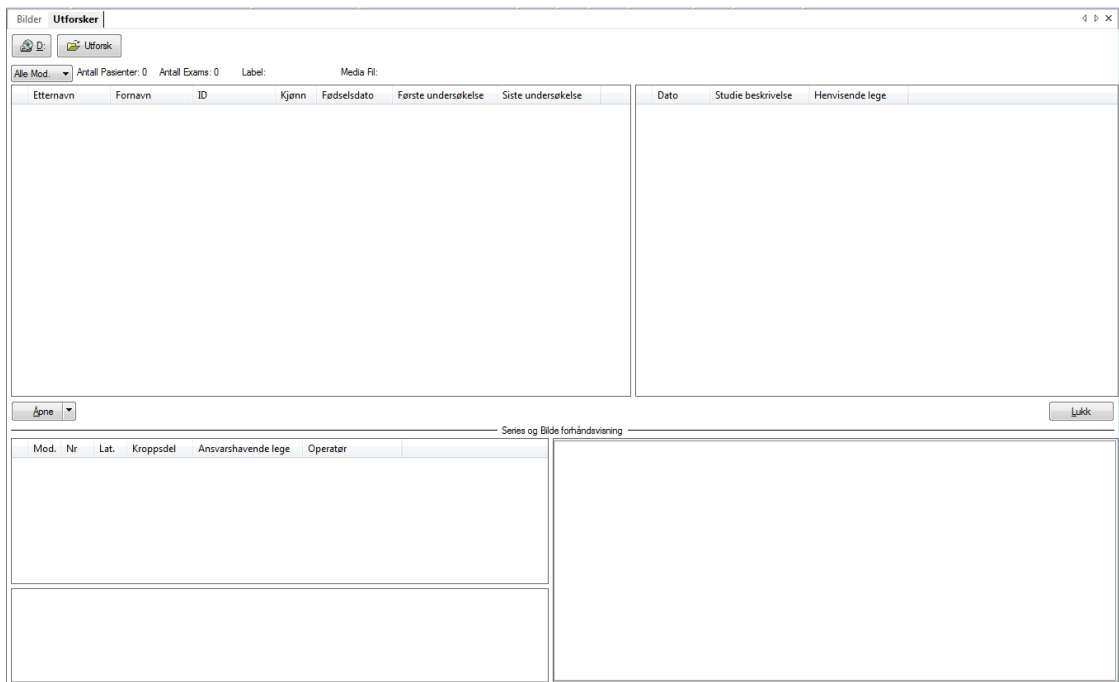 Bilder Utforsker
D: Utforsk
Alle Mod. Antall Pasienter: 0 Antall Exams: 0 Label: Media Fil:
Etternavn Fornavn ID Kjønn Fødselsdato Første undersøkelse Siste undersøkelse Dato Studie beskrivelse Henvisende lege
Åpne Lukk
Series og Bilde forhåndsvisning
Mod. Nr Lat. Kroppsdel Ansvarshavende lege Operatør